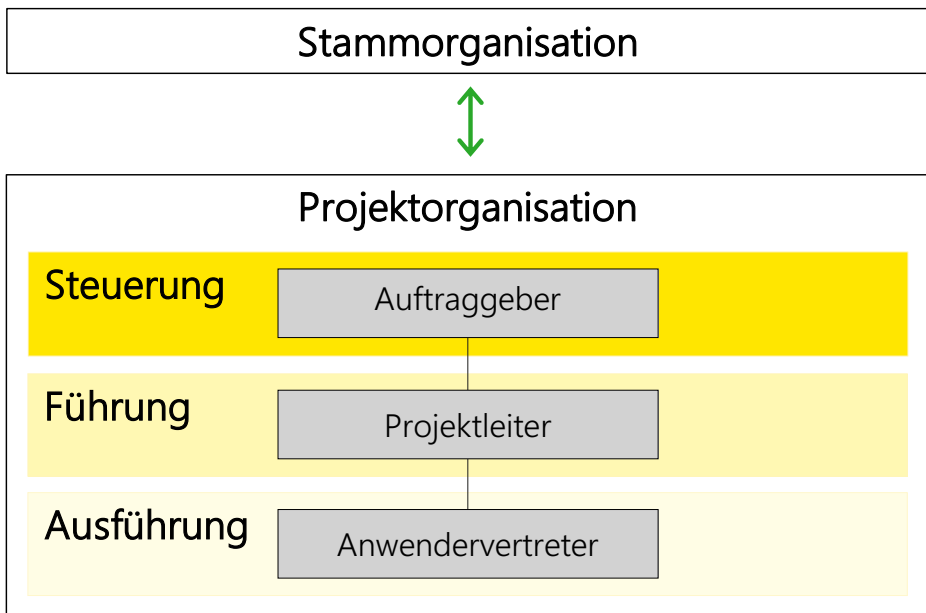 Stammorganisation
Projektorganisation
Steuerung
Auftraggeber
Führung
Projektleiter
Ausführung
Anwendervertreter